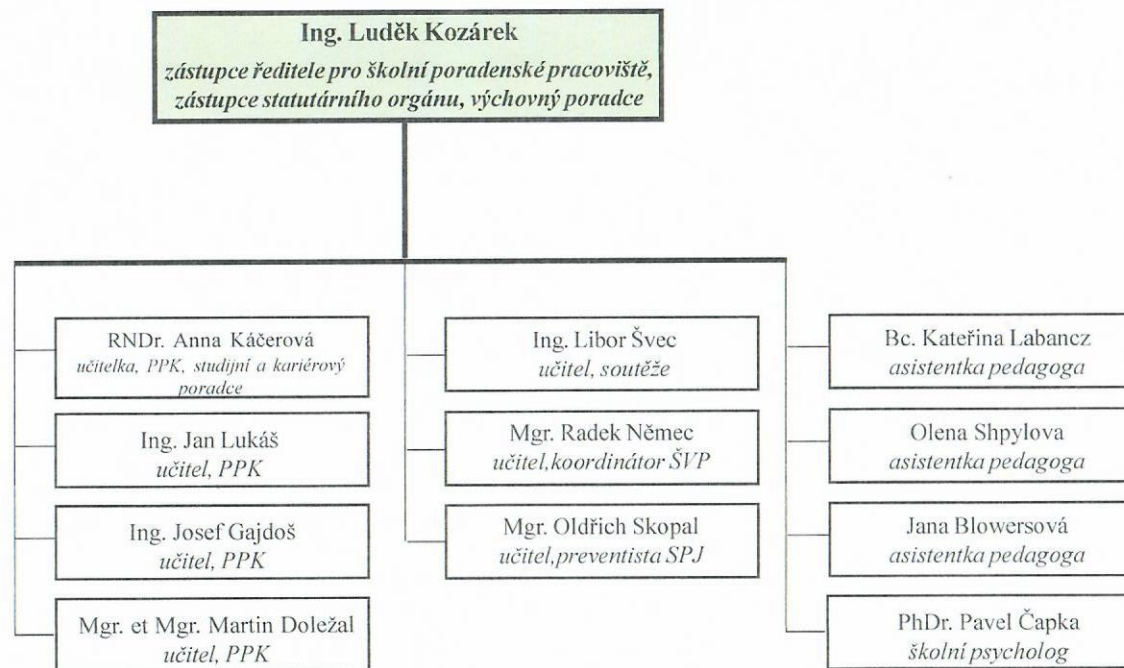 Ing. Luděk Kozárek
zástupce ředitele pro školní poradenské pracoviště,
zástupce statutárního orgánu, výchovný poradce
RNDr. Anna Káčerová
učitelka, PPK, studijní a kariérový
poradce
Ing. Jan Lukáš
učitel, PPK
Ing. Josef Gajdoš
učitel, PPK
Mgr. et Mgr. Martin Doležal
učitel, PPK
Ing. Libor Švec
učitel, soutěže
Mgr. Radek Němec
učitel,koordinátor ŠVP
Mgr. Oldřich Skopal
učitel,preventista SPJ
Bc. Kateřina Labancz
asistentka pedagoga
Olena Shpylova
asistentka pedagoga
Jana Blowersová
asistentka pedagoga
PhDr. Pavel Čapka
školní psycholog